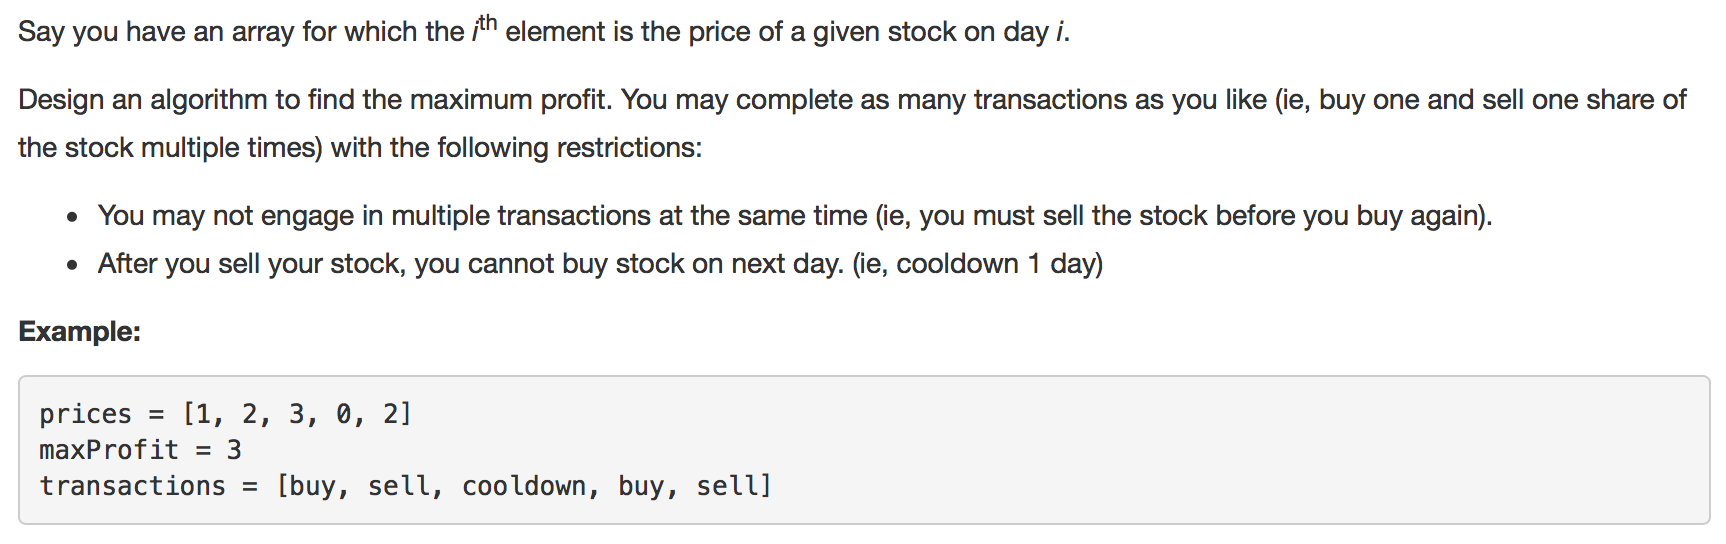 Say you have an array for which the ith element is the price of a given stock on day i.
Design an algorithm to find the maximum profit. You may complete as many transactions as you like (ie, buy one and sell one share of
the stock multiple times) with the following restrictions:
• You may not engage in multiple transactions at the same time (ie, you must sell the stock before you buy again).
• After you sell your stock, you cannot buy stock on next day. (ie, cooldown 1 day)
Example:
prices = [1, 2, 3, 0, 2]
maxProfit = 3
transactions = [buy, sell, cooldown, buy, sell]